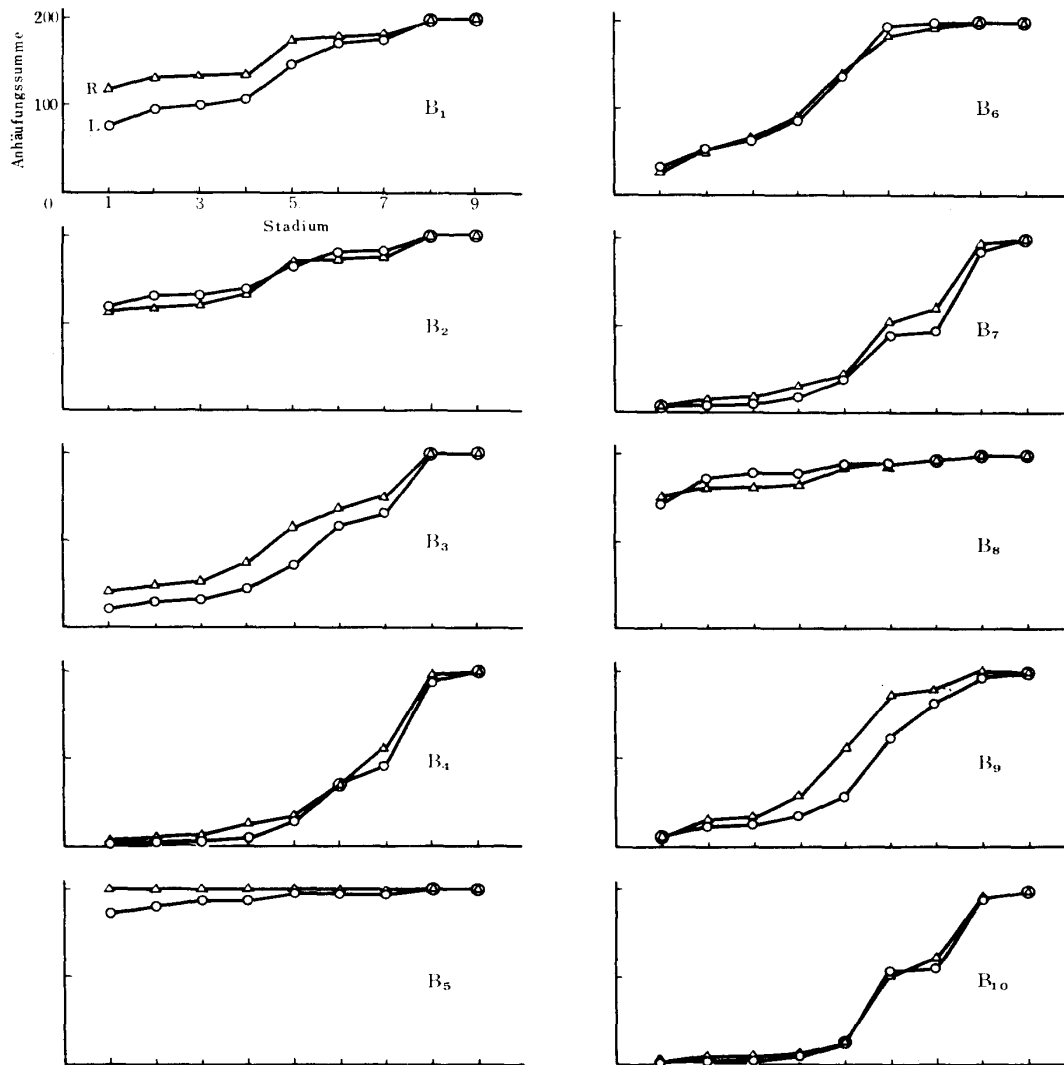 200
Anhäufungssumme
R
100
L
B₁
0
1 3 5 7 9
Stadium
B₂
B₃
B₄
B₅
B₆
B₇
B₈
B₉
B₁₀